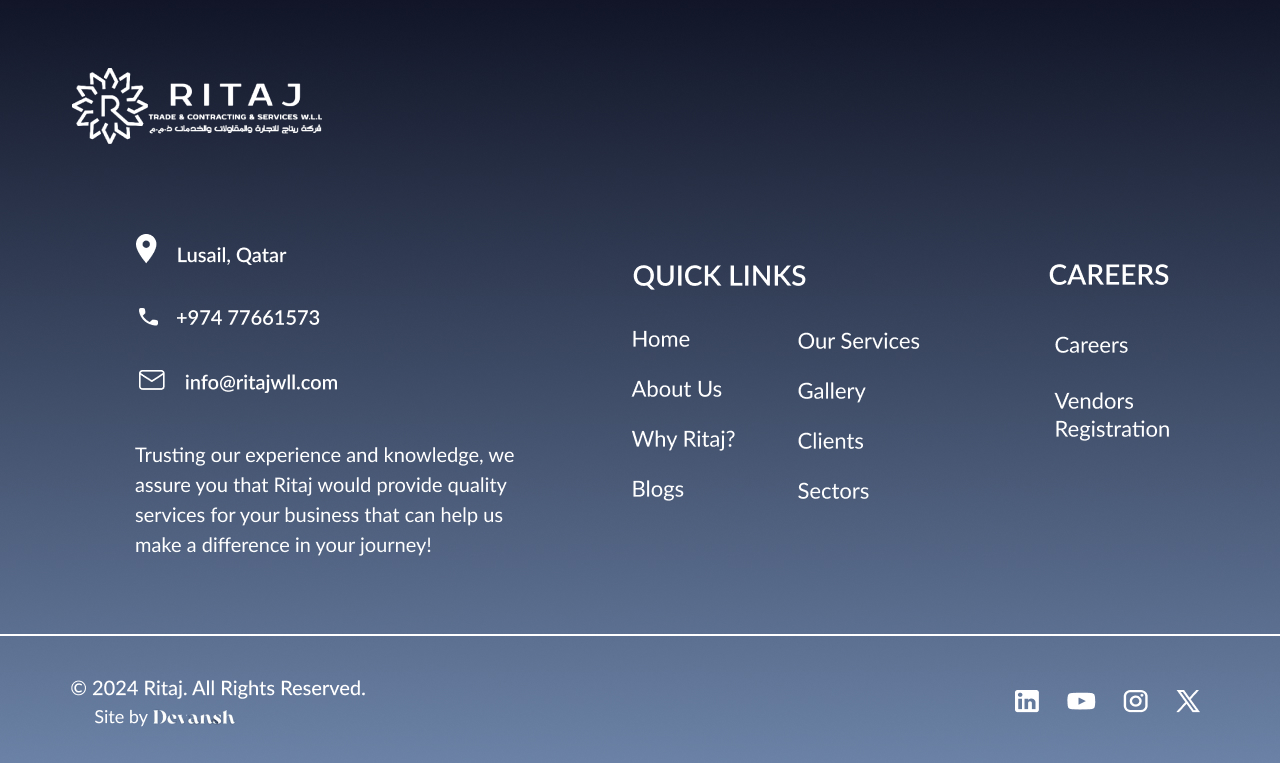 RITAJ
TRADE & CONTRACTING & SERVICES W.L.L
شركة ريتاج للتجارة والمقاولات والخدمات ذ.م.م
Lusail, Qatar
+974 77661573
info@ritajwll.com
Trusting our experience and knowledge, we
assure you that Ritaj would provide quality
services for your business that can help us
make a difference in your journey!
QUICK LINKS
Home
About Us
Why Ritaj?
Blogs
Our Services
Gallery
Clients
Sectors
CAREERS
Careers
Vendors
Registration
© 2024 Ritaj. All Rights Reserved.
Site by Devansh